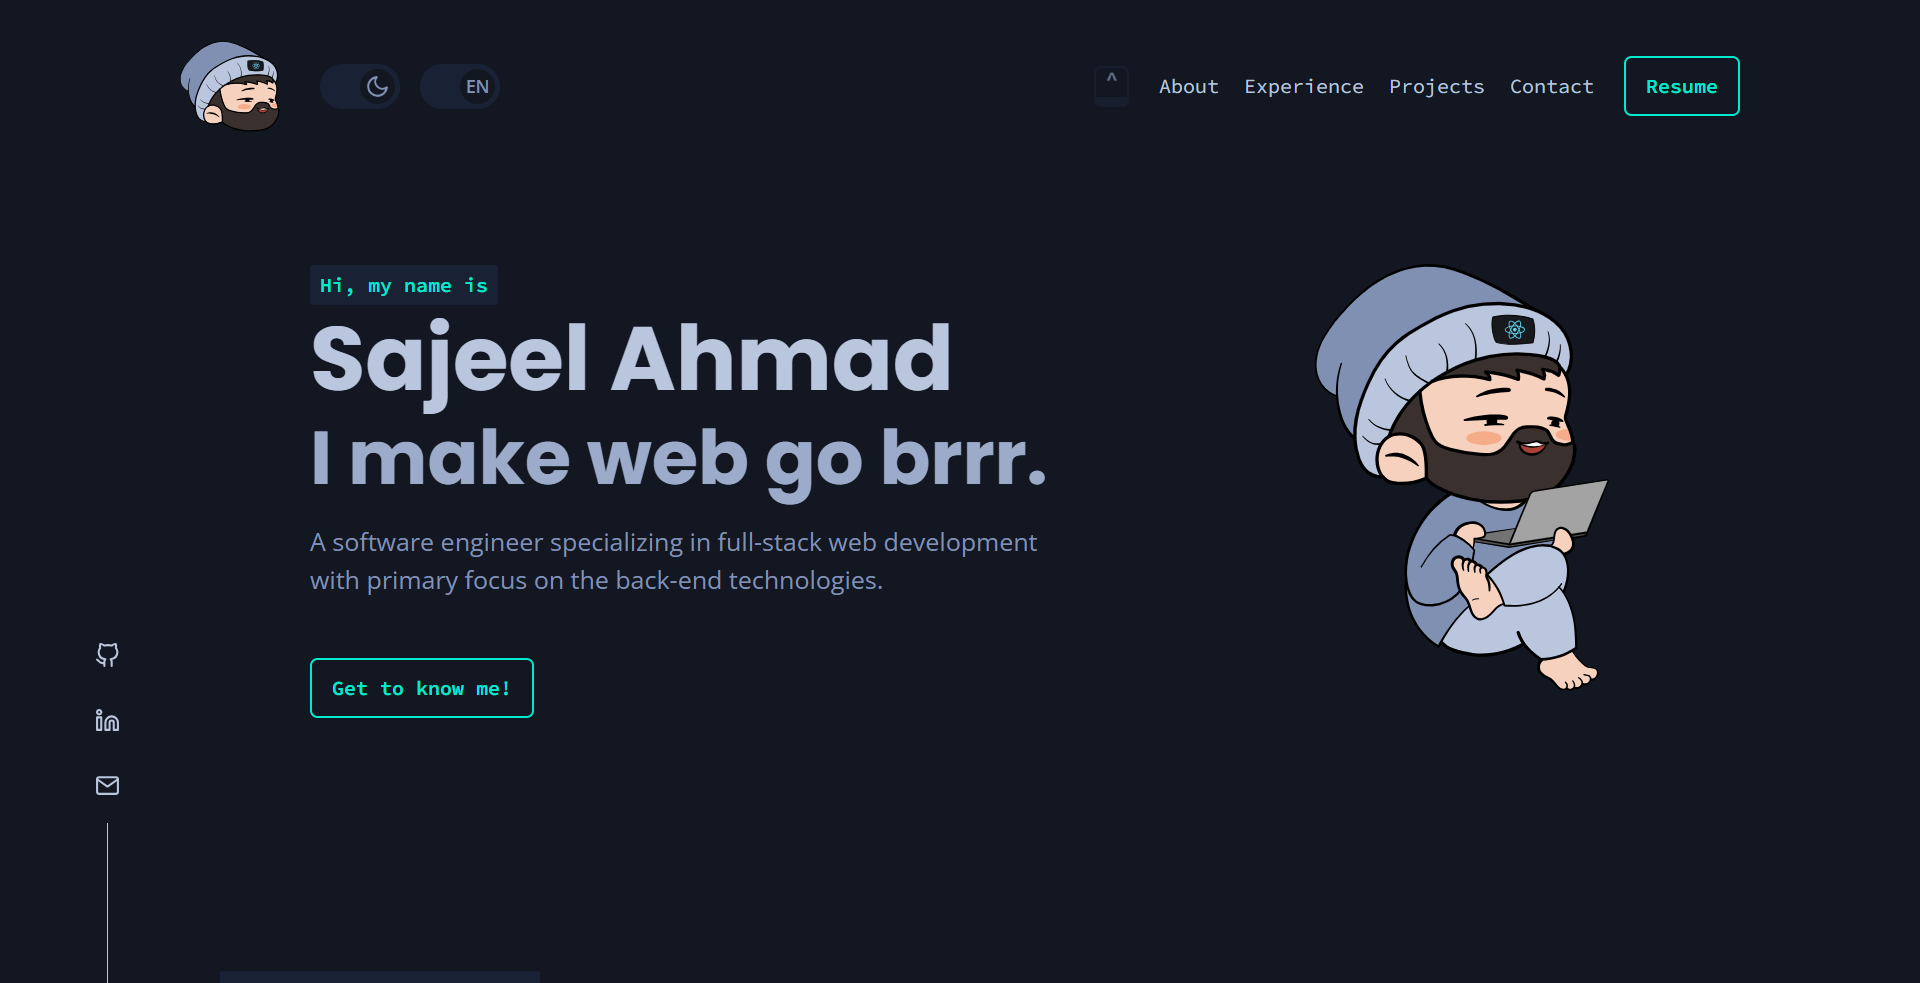 EN
^
About
Experience
Projects
Contact
Resume
Hi, my name is
Sajeel Ahmad
I make web go brrr.
A software engineer specializing in full-stack web development
with primary focus on the back-end technologies.
Get to know me!